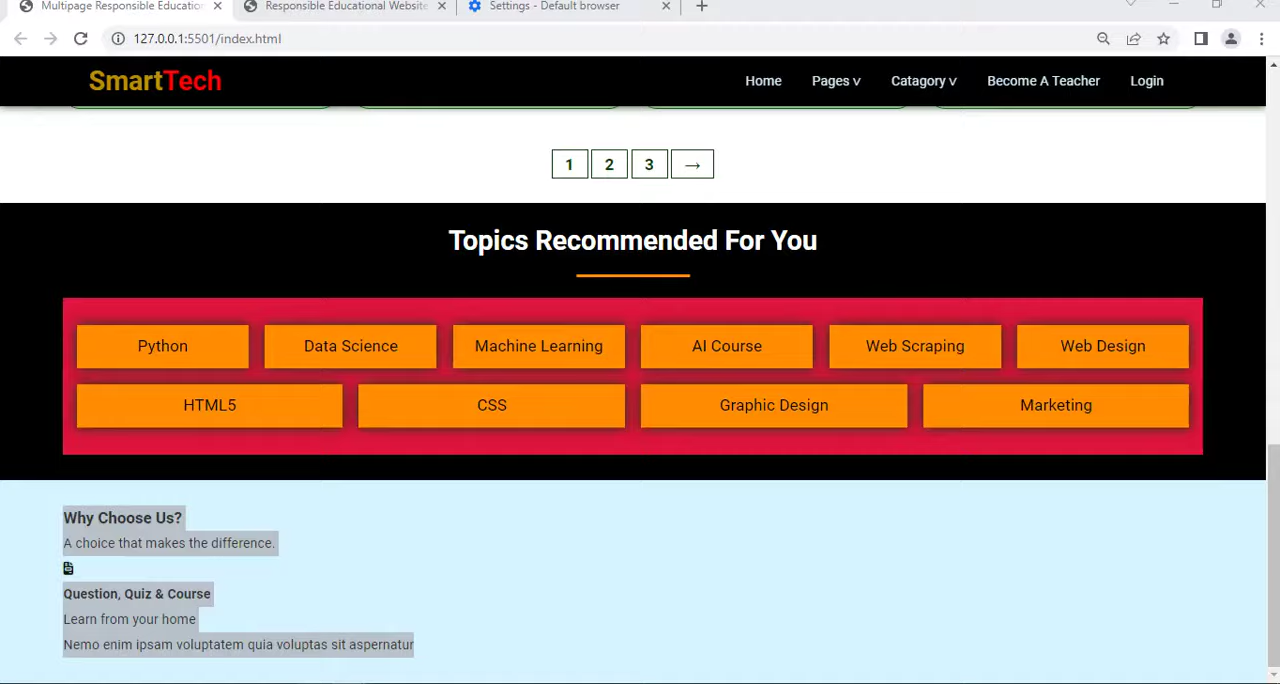 Multipage Responsible Educatio
Responsible Educational Website
Settings - Default browser
127.0.0.1:5501/index.html
SmartTech
Home Pages v Catagory v Become A Teacher Login
1 2 3 →
Topics Recommended For You
Python Data Science Machine Learning AI Course Web Scraping Web Design
HTML5 CSS Graphic Design Marketing
Why Choose Us?
A choice that makes the difference.
Question, Quiz & Course
Learn from your home
Nemo enim ipsam voluptatem quia voluptas sit aspernatur